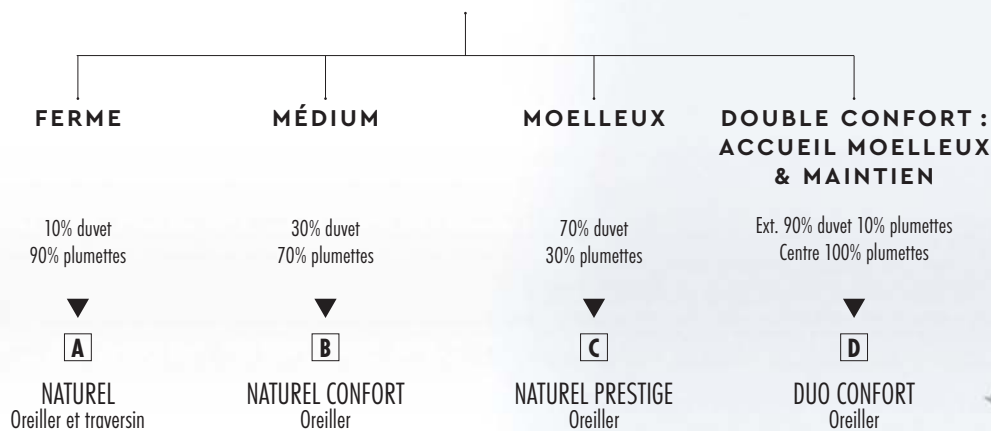 FERME
10% duvet
90% plumettes
A
NATUREL
Oreiller et traversin
MÉDIUM
30% duvet
70% plumettes
B
NATUREL CONFORT
Oreiller
MOELLEUX
70% duvet
30% plumettes
C
NATUREL PRESTIGE
Oreiller
DOUBLE CONFORT :
ACCUEIL MOELLEUX
& MAINTIEN
Ext. 90% duvet 10% plumettes
Centre 100% plumettes
D
DUO CONFORT
Oreiller